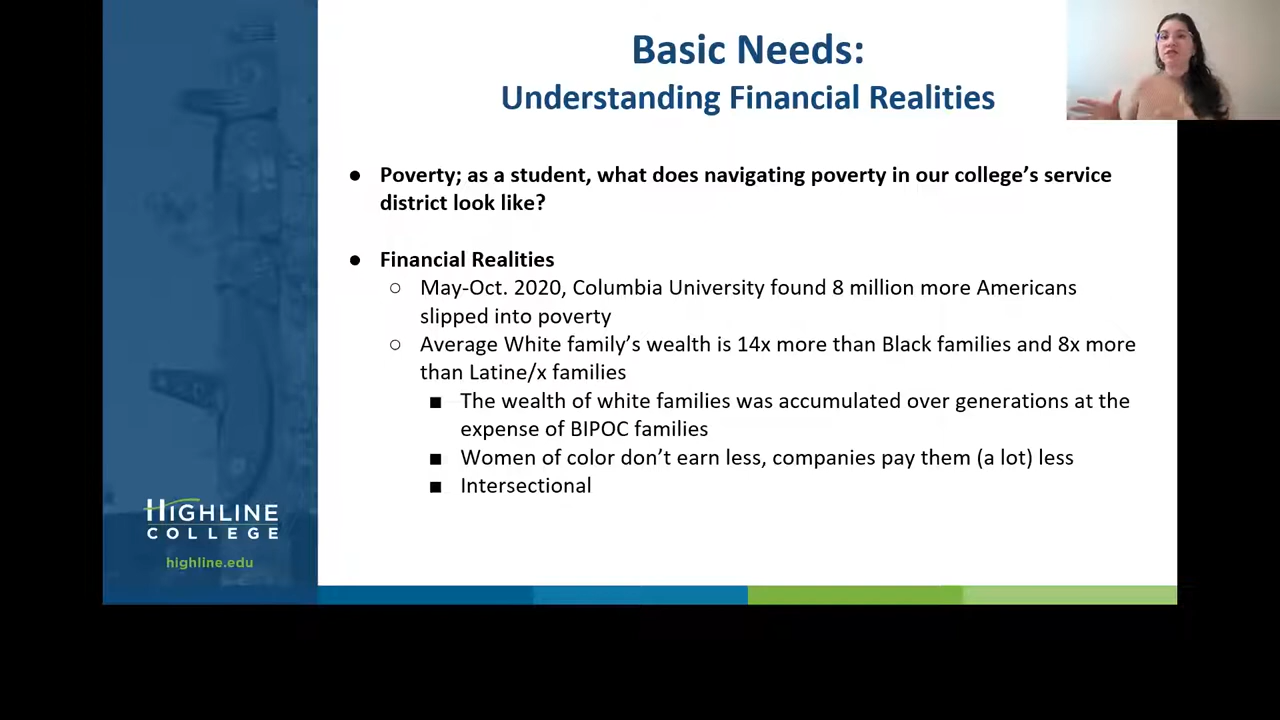 Basic Needs:
Understanding Financial Realities
● Poverty; as a student, what does navigating poverty in our college’s service
district look like?
● Financial Realities
○ May-Oct. 2020, Columbia University found 8 million more Americans
slipped into poverty
○ Average White family’s wealth is 14x more than Black families and 8x more
than Latine/x families
■ The wealth of white families was accumulated over generations at the
expense of BIPOC families
■ Women of color don’t earn less, companies pay them (a lot) less
■ Intersectional
HIGHLINE
COLLEGE
highline.edu